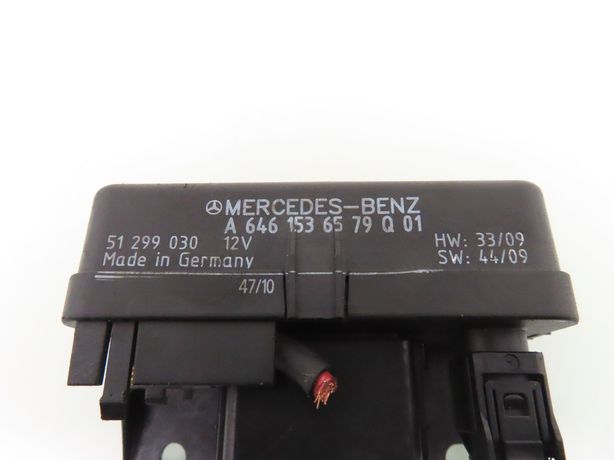 MERCEDES-BENZ
A 646 153 65 79 Q 01
51 299 030 12V HW: 33/09
Made in Germany SW: 44/09
47/10